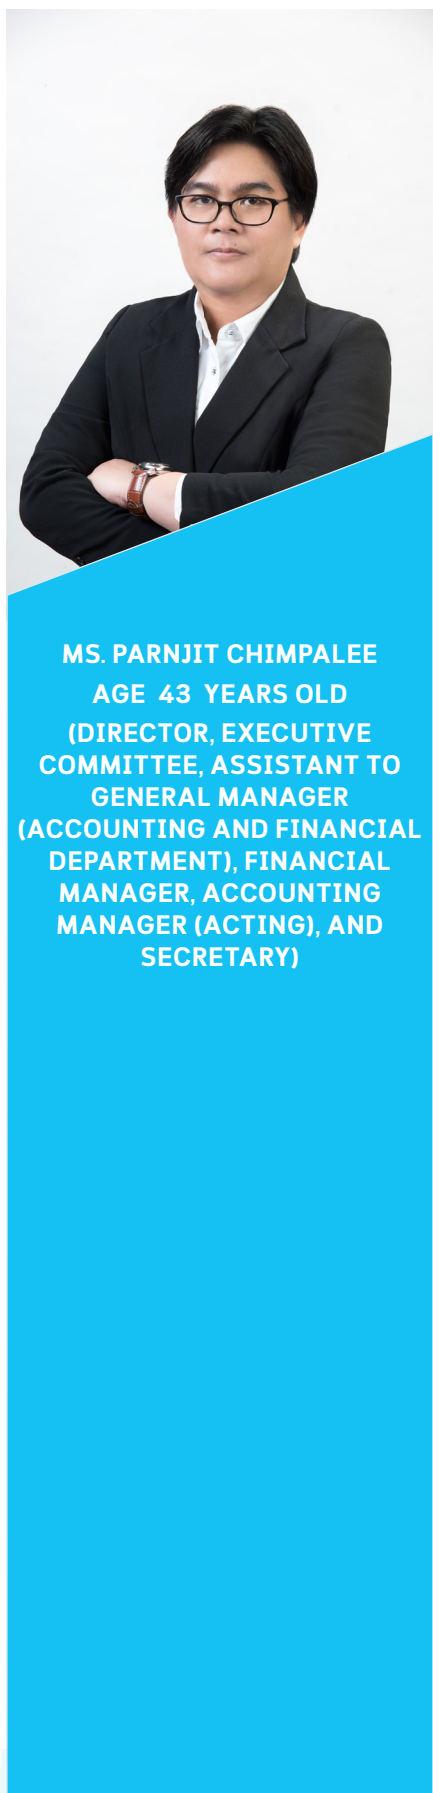 MS. PARNJIT CHIMPALEE
AGE 43 YEARS OLD
(DIRECTOR, EXECUTIVE
COMMITTEE, ASSISTANT TO
GENERAL MANAGER
(ACCOUNTING AND FINANCIAL
DEPARTMENT), FINANCIAL
MANAGER, ACCOUNTING
MANAGER (ACTING), AND
SECRETARY)